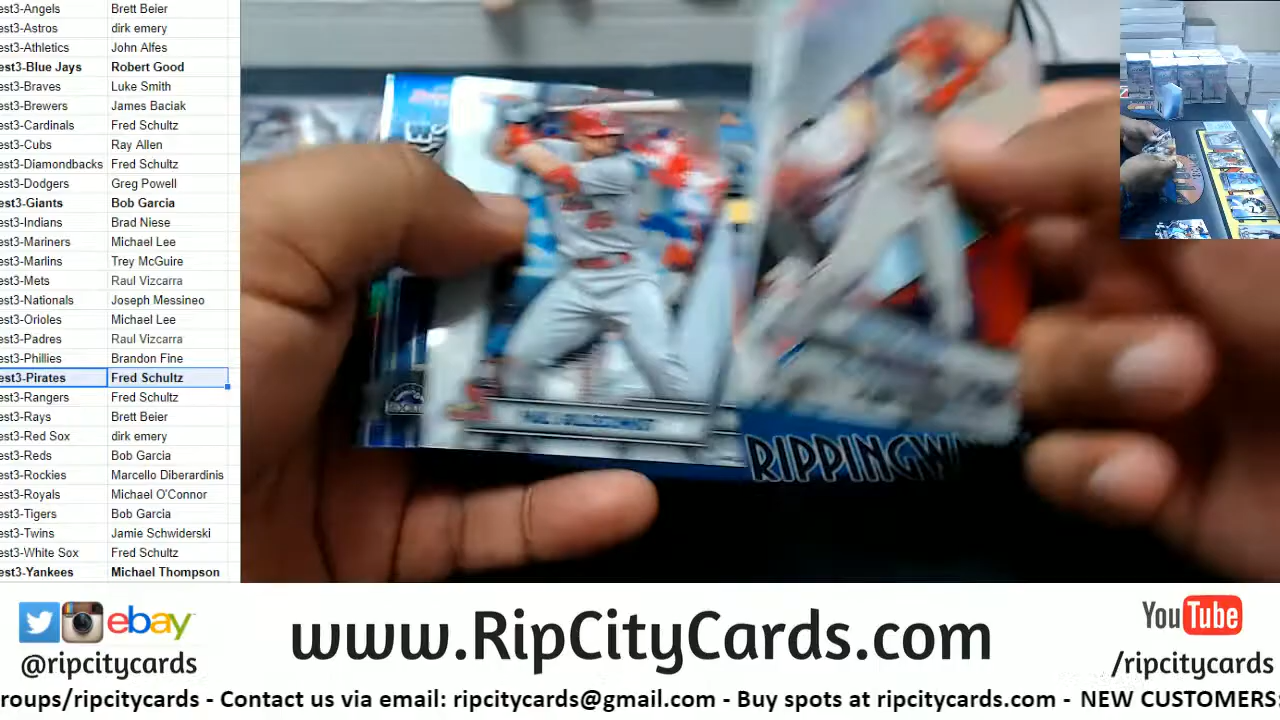 est3-Angels Brett Beier
est3-Astros dirk emery
est3-Athletics John Alfes
est3-Blue Jays Robert Good
est3-Braves Luke Smith
est3-Brewers James Baciak
est3-Cardinals Fred Schultz
est3-Cubs Ray Allen
est3-Diamondbacks Fred Schultz
est3-Dodgers Greg Powell
est3-Giants Bob Garcia
est3-Indians Brad Niese
est3-Mariners Michael Lee
est3-Marlins Trey McGuire
est3-Mets Raul Vizcarra
est3-Nationals Joseph Messineo
est3-Orioles Michael Lee
est3-Padres Raul Vizcarra
est3-Phillies Brandon Fine
est3-Pirates Fred Schultz
est3-Rangers Fred Schultz
est3-Rays Brett Beier
est3-Red Sox dirk emery
est3-Reds Bob Garcia
est3-Rockies Marcello Diberardinis
est3-Royals Michael O'Connor
est3-Tigers Bob Garcia
est3-Twins Jamie Schwiderski
est3-White Sox Fred Schultz
est3-Yankees Michael Thompson
RIPPINGW
ebay
@ripcitycards
www.RipCityCards.com
YouTube
/ripcitycards
groups/ripcitycards - Contact us via email: ripcitycards@gmail.com - Buy spots at ripcitycards.com - NEW CUSTOMERS: